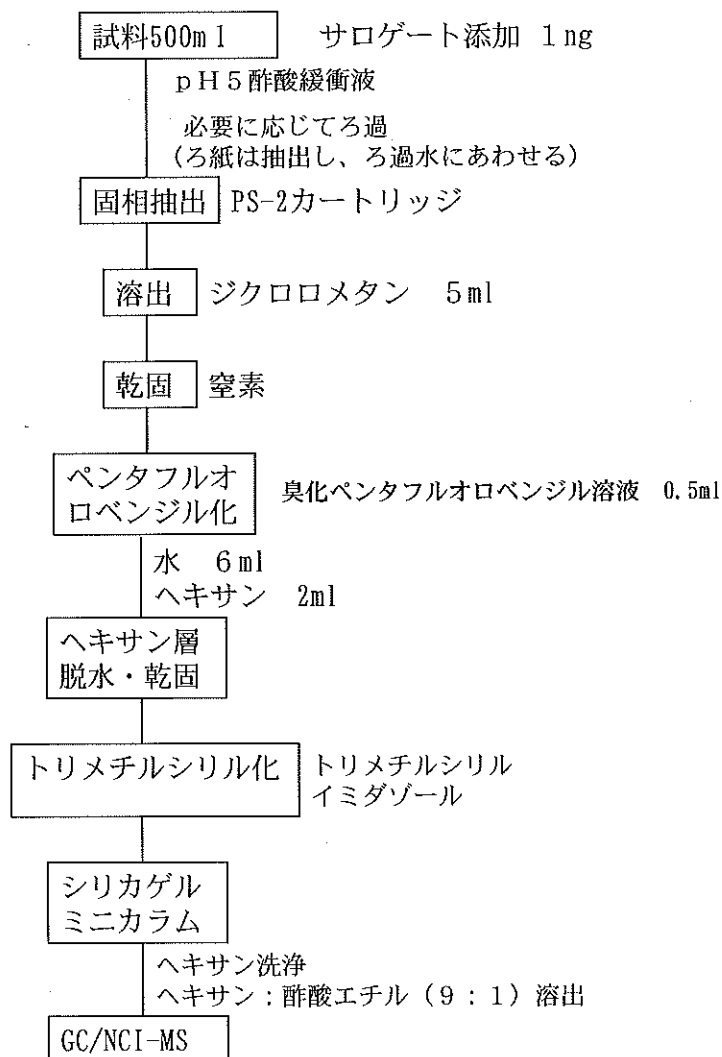 試料500ml サロゲート添加 1ng
pH5酢酸緩衝液
必要に応じてろ過
(ろ紙は抽出し、ろ過水にあわせる)
固相抽出 PS-2カートリッジ
溶出 ジクロロメタン 5ml
乾固 窒素
ペンタフルオ
ロベンジル化
臭化ペンタフルオロベンジル溶液 0.5ml
水 6ml
ヘキサン 2ml
ヘキサン層
脱水・乾固
トリメチルシリル化
トリメチルシリル
イミダゾール
シリカゲル
ミニカラム
ヘキサン洗浄
ヘキサン:酢酸エチル(9:1)溶出
GC/NCI-MS